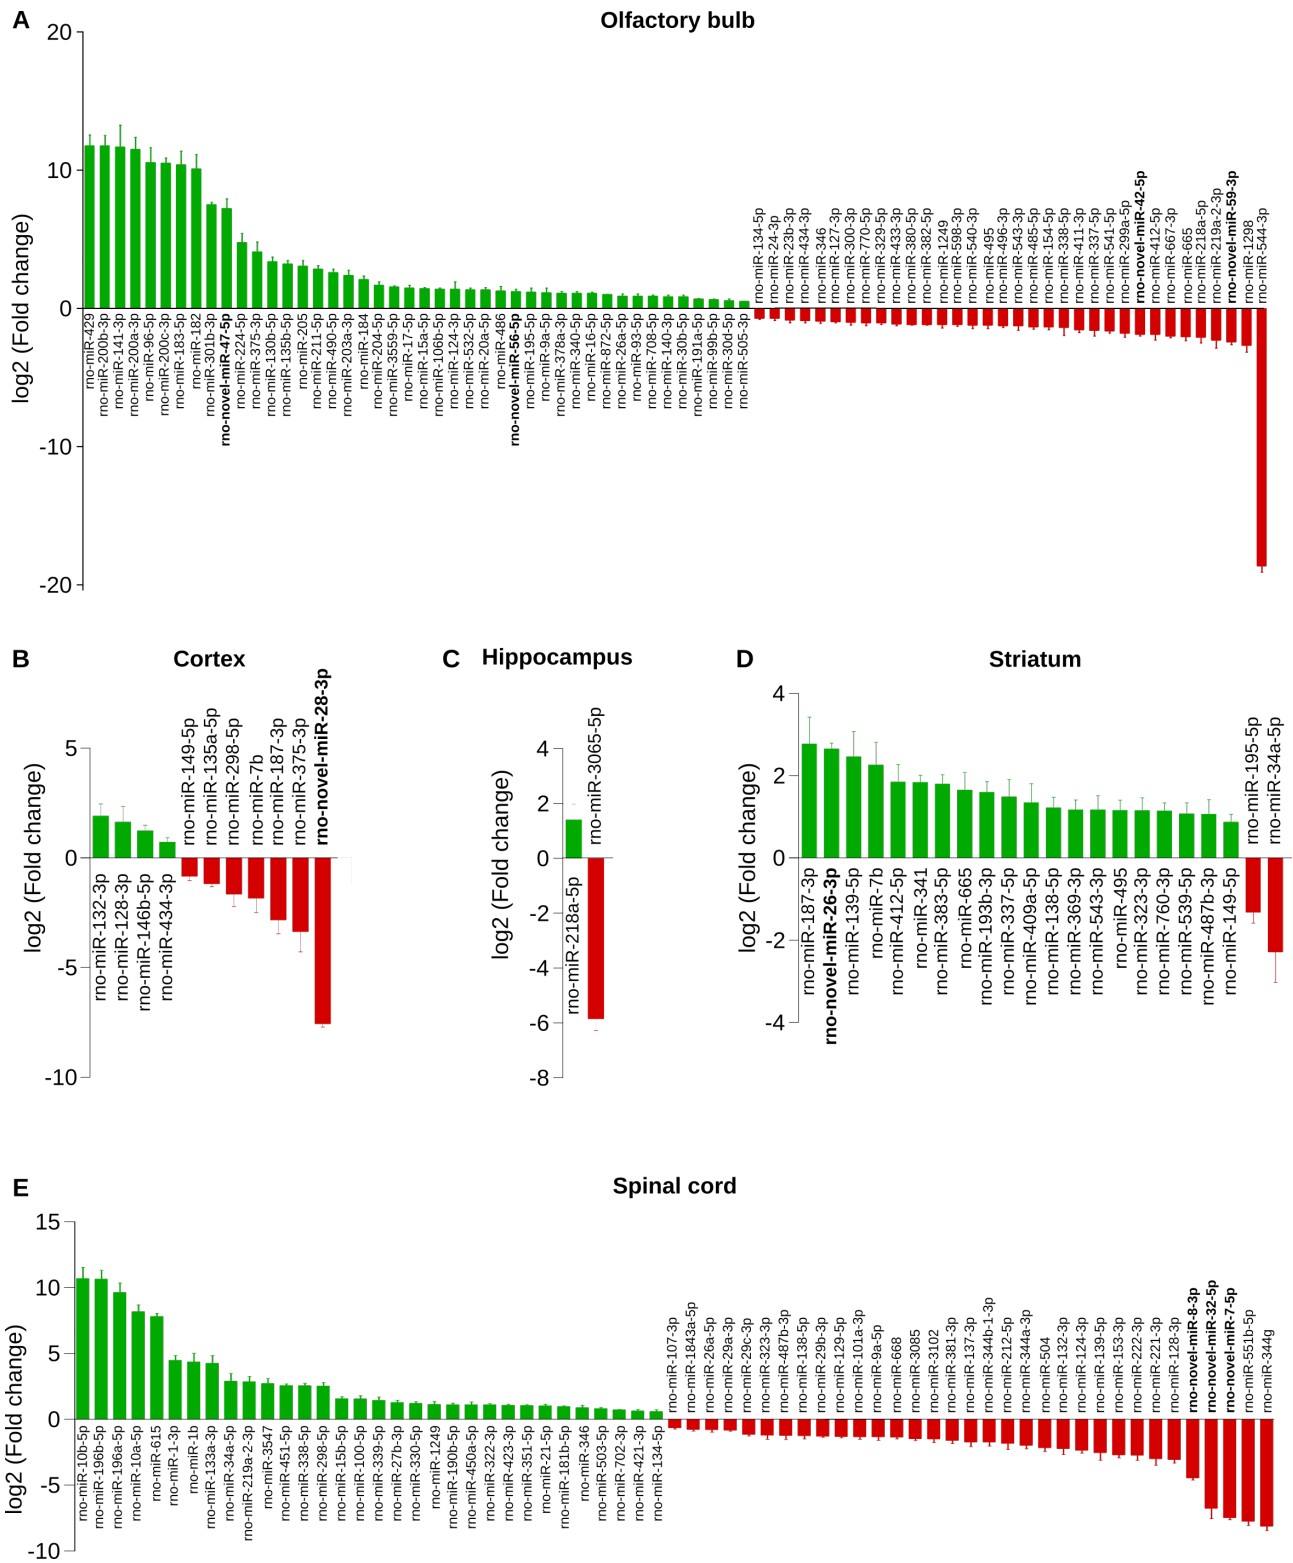 A
Olfactory bulb
log2 (Fold change)
20
10
0
-10
-20
rno-miR-429
rno-miR-200b-3p
rno-miR-141-3p
rno-miR-200a-3p
rno-miR-96-5p
rno-miR-200c-3p
rno-miR-183-5p
rno-miR-182
rno-miR-301b-3p
rno-novel-miR-47-5p
rno-miR-224-5p
rno-miR-375-3p
rno-miR-130b-5p
rno-miR-135b-5p
rno-miR-205
rno-miR-211-5p
rno-miR-490-5p
rno-miR-203a-3p
rno-miR-184
rno-miR-204-5p
rno-miR-3559-5p
rno-miR-17-5p
rno-miR-15a-5p
rno-miR-106b-5p
rno-miR-124-3p
rno-miR-532-5p
rno-miR-20a-5p
rno-miR-486
rno-novel-miR-56-5p
rno-miR-195-5p
rno-miR-9a-5p
rno-miR-378a-3p
rno-miR-340-5p
rno-miR-16-5p
rno-miR-872-5p
rno-miR-26a-5p
rno-miR-93-5p
rno-miR-708-5p
rno-miR-140-3p
rno-miR-30b-5p
rno-miR-191a-5p
rno-miR-99b-5p
rno-miR-30d-5p
rno-miR-505-3p
rno-miR-134-5p
rno-miR-24-3p
rno-miR-23b-3p
rno-miR-434-3p
rno-miR-346
rno-miR-127-3p
rno-miR-300-3p
rno-miR-770-5p
rno-miR-329-5p
rno-miR-433-3p
rno-miR-380-5p
rno-miR-382-5p
rno-miR-1249
rno-miR-598-3p
rno-miR-540-3p
rno-miR-495
rno-miR-496-3p
rno-miR-543-3p
rno-miR-485-5p
rno-miR-154-5p
rno-miR-338-5p
rno-miR-411-3p
rno-miR-337-5p
rno-miR-541-5p
rno-miR-299a-5p
rno-novel-miR-42-5p
rno-miR-412-5p
rno-miR-667-3p
rno-miR-665
rno-miR-218a-5p
rno-miR-219a-2-3p
rno-novel-miR-59-3p
rno-miR-1298
rno-miR-544-3p
B
Cortex
log2 (Fold change)
5
0
-5
-10
rno-miR-132-3p
rno-miR-128-3p
rno-miR-146b-5p
rno-miR-434-3p
rno-miR-149-5p
rno-miR-135a-5p
rno-miR-298-5p
rno-miR-7b
rno-miR-187-3p
rno-miR-375-3p
rno-novel-miR-28-3p
C
Hippocampus
log2 (Fold change)
4
2
0
-2
-4
-6
-8
rno-miR-218a-5p
rno-miR-3065-5p
D
Striatum
log2 (Fold change)
4
2
0
-2
-4
rno-miR-187-3p
rno-novel-miR-26-3p
rno-miR-139-5p
rno-miR-7b
rno-miR-412-5p
rno-miR-341
rno-miR-383-5p
rno-miR-665
rno-miR-193b-3p
rno-miR-337-5p
rno-miR-409a-5p
rno-miR-138-5p
rno-miR-369-3p
rno-miR-543-3p
rno-miR-495
rno-miR-323-3p
rno-miR-760-3p
rno-miR-539-5p
rno-miR-487b-3p
rno-miR-149-5p
rno-miR-195-5p
rno-miR-34a-5p
E
Spinal cord
log2 (Fold change)
15
10
5
0
-5
-10
rno-miR-10b-5p
rno-miR-196b-5p
rno-miR-196a-5p
rno-miR-10a-5p
rno-miR-615
rno-miR-1-3p
rno-miR-1b
rno-miR-133a-3p
rno-miR-34a-5p
rno-miR-219a-2-3p
rno-miR-3547
rno-miR-451-5p
rno-miR-338-5p
rno-miR-298-5p
rno-miR-15b-5p
rno-miR-100-5p
rno-miR-339-5p
rno-miR-27b-3p
rno-miR-330-5p
rno-miR-1249
rno-miR-190b-5p
rno-miR-450a-5p
rno-miR-322-3p
rno-miR-423-3p
rno-miR-351-5p
rno-miR-21-5p
rno-miR-181b-5p
rno-miR-346
rno-miR-503-5p
rno-miR-702-3p
rno-miR-421-3p
rno-miR-134-5p
rno-miR-107-3p
rno-miR-1843a-5p
rno-miR-26a-5p
rno-miR-29a-3p
rno-miR-29c-3p
rno-miR-323-3p
rno-miR-487b-3p
rno-miR-138-5p
rno-miR-29b-3p
rno-miR-129-5p
rno-miR-101a-3p
rno-miR-9a-5p
rno-miR-668
rno-miR-3085
rno-miR-3102
rno-miR-381-3p
rno-miR-137-3p
rno-miR-344b-1-3p
rno-miR-212-5p
rno-miR-344a-3p
rno-miR-504
rno-miR-132-3p
rno-miR-124-3p
rno-miR-139-5p
rno-miR-153-3p
rno-miR-222-3p
rno-miR-221-3p
rno-miR-128-3p
rno-novel-miR-8-3p
rno-novel-miR-32-5p
rno-novel-miR-7-5p
rno-miR-551b-5p
rno-miR-344g